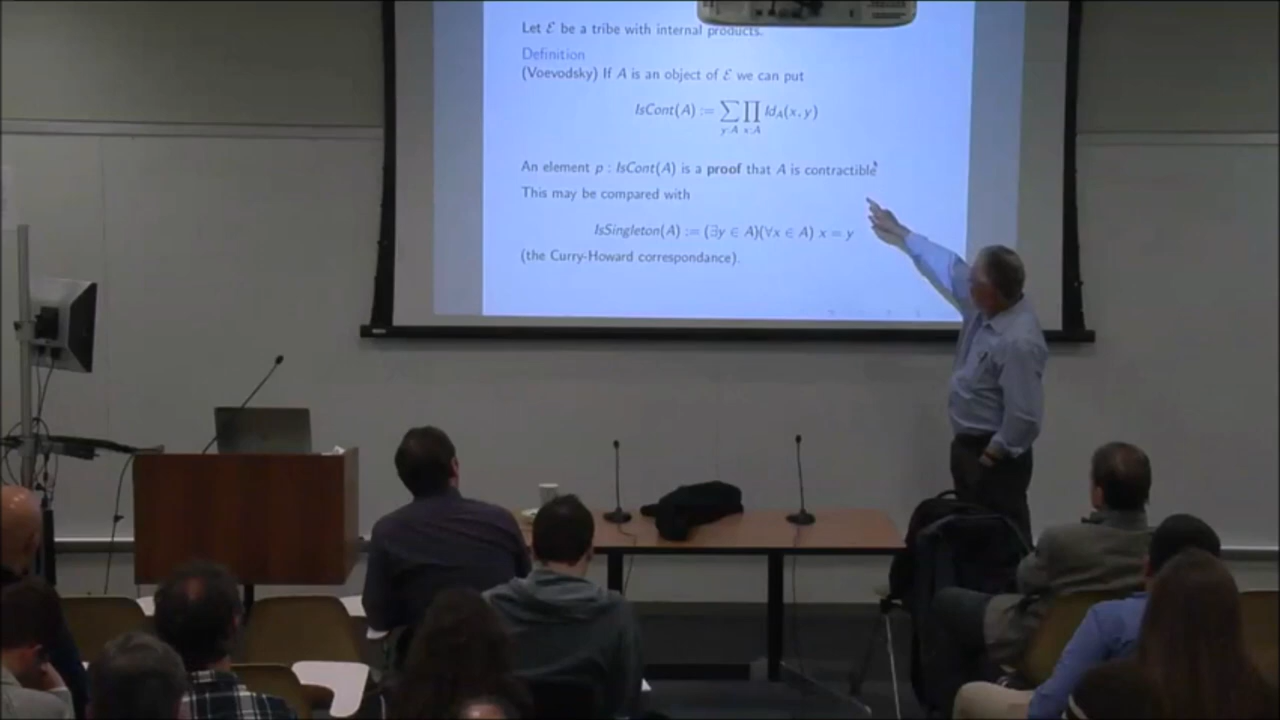 Let ℰ be a tribe with internal products.
Definition
(Voevodsky) If A is an object of ℰ we can put
IsCont(A) := ∑_{y:A} ∏_{x:A} Id_A(x, y)
An element p : IsCont(A) is a proof that A is contractible
This may be compared with
IsSingleton(A) := (∃y ∈ A)(∀x ∈ A) x = y
(the Curry-Howard correspondance).